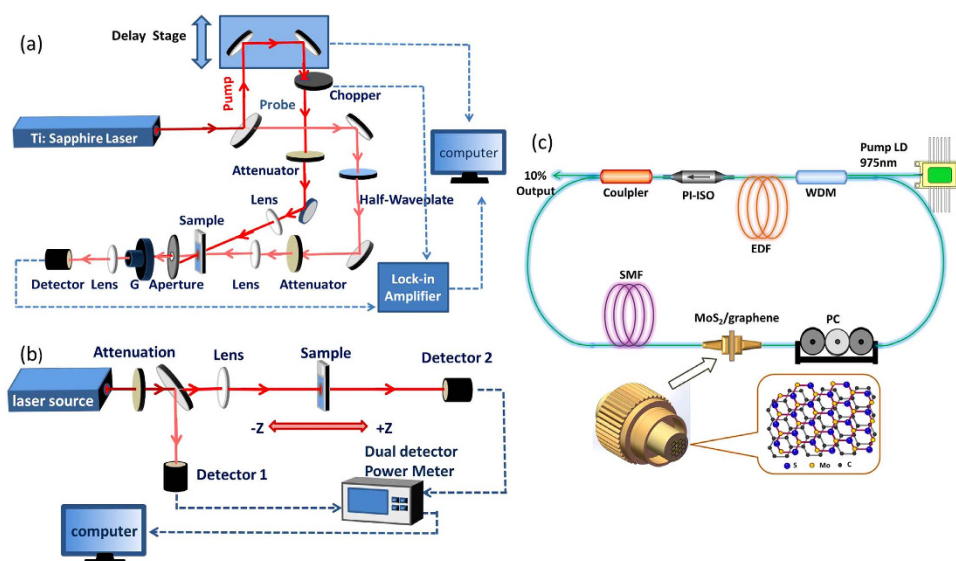 (a)
Delay Stage
Pump
Probe
Chopper
Ti: Sapphire Laser
computer
Attenuator
Lens
Half-Waveplate
Sample
Detector Lens G Aperture Lens Attenuator
Lock-in
Amplifier
(b)
Attenuation
Lens
Sample
Detector 2
laser source
-Z
+Z
Detector 1
Dual detector
Power Meter
computer
(c)
Pump LD
975nm
10%
Output
Coulpler
PI-ISO
WDM
EDF
SMF
MoS₂/graphene
PC
S Mo C